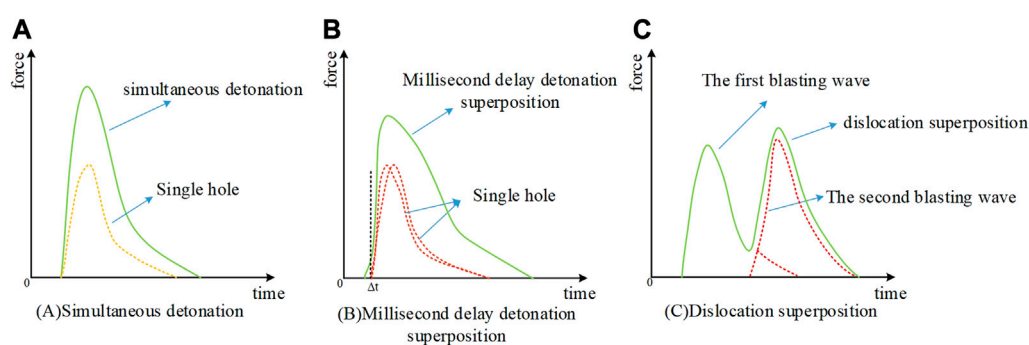 A
force
simultaneous detonation
Single hole
0
time
(A)Simultaneous detonation
B
force
Millisecond delay detonation
superposition
Single hole
0
Δt
time
(B)Millisecond delay detonation
superposition
C
force
The first blasting wave
dislocation superposition
The second blasting wave
0
time
(C)Dislocation superposition